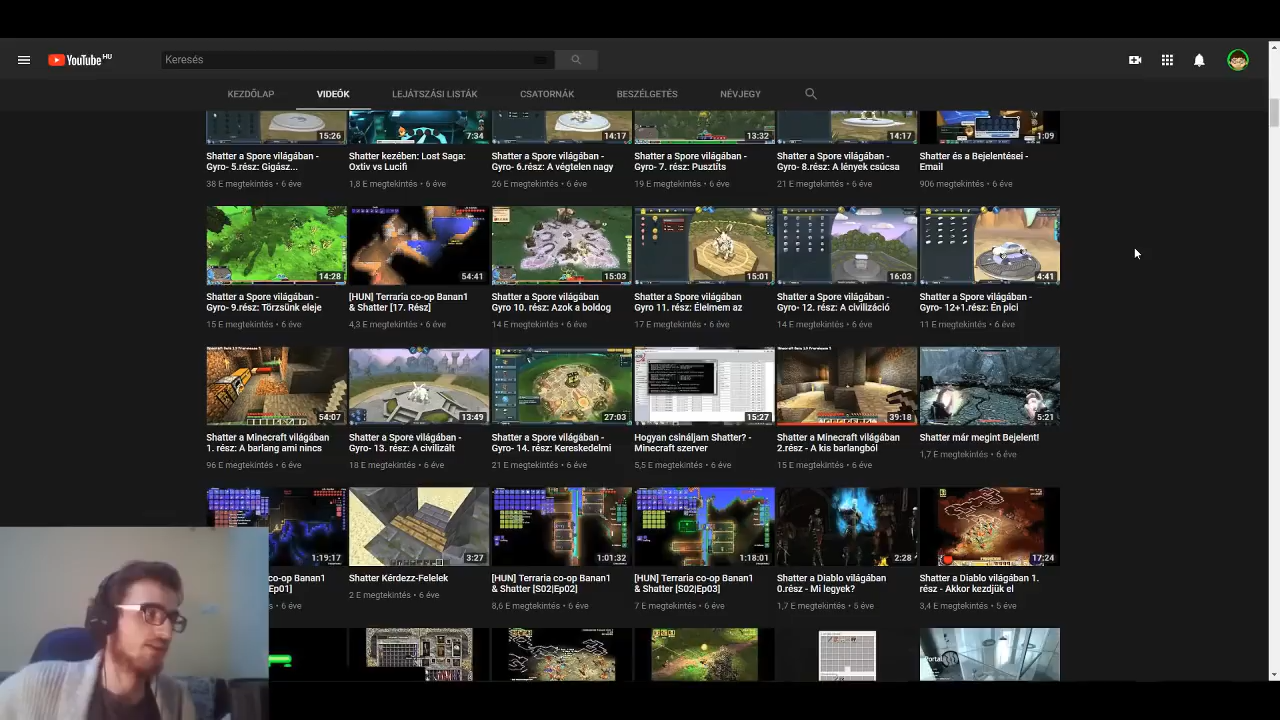 YouTube HU
Keresés
KEZDŐLAP VIDEÓK LEJÁTSZÁSI LISTÁK CSATORNÁK BESZÉLGETÉS NÉVJEGY
15:26 7:34 14:17 13:32 14:17 1:09
Shatter a Spore világában -
Gyro- 5.rész: Gigász...
38 E megtekintés • 6 éve
Shatter kezében: Lost Saga:
Oxtiv vs Lucifi
1,8 E megtekintés • 6 éve
Shatter a Spore világában -
Gyro- 6.rész: A végtelen nagy
26 E megtekintés • 6 éve
Shatter a Spore világában -
Gyro- 7. rész: Pusztíts
19 E megtekintés • 6 éve
Shatter a Spore világában -
Gyro- 8.rész: A lények csúcsa
21 E megtekintés • 6 éve
Shatter és a Bejelentései -
Email
906 megtekintés • 6 éve
14:28 54:41 15:03 15:01 16:03 4:41
Shatter a Spore világában -
Gyro- 9.rész: Törzsünk eleje
15 E megtekintés • 6 éve
[HUN] Terraria co-op Banan1
& Shatter [17. Rész]
4,3 E megtekintés • 6 éve
Shatter a Spore világában
Gyro 10. rész: Azok a boldog
14 E megtekintés • 6 éve
Shatter a Spore világában
Gyro 11. rész: Élelmem az
17 E megtekintés • 6 éve
Shatter a Spore világában -
Gyro- 12. rész: A civilizáció
14 E megtekintés • 6 éve
Shatter a Spore világában -
Gyro- 12+1.rész: Én pici
11 E megtekintés • 6 éve
54:07 13:49 27:03 15:27 39:18 5:21
Shatter a Minecraft világában
1. rész: A barlang ami nincs
96 E megtekintés • 6 éve
Shatter a Spore világában -
Gyro- 13. rész: A civilizált
18 E megtekintés • 6 éve
Shatter a Spore világában -
Gyro- 14. rész: Kereskedelmi
21 E megtekintés • 6 éve
Hogyan csináljam Shatter? -
Minecraft szerver
5,5 E megtekintés • 6 éve
Shatter a Minecraft világában
2.rész - A kis barlangból
15 E megtekintés • 6 éve
Shatter már megint Bejelent!
1,7 E megtekintés • 6 éve
1:19:17 3:27 1:01:32 1:18:01 2:28 17:24
co-op Banan1
Ep01]
megtekintés • 6 éve
Shatter Kérdezz-Felelek
2 E megtekintés • 6 éve
[HUN] Terraria co-op Banan1
& Shatter [S02|Ep02]
8,6 E megtekintés • 6 éve
[HUN] Terraria co-op Banan1
& Shatter [S02|Ep03]
7 E megtekintés • 6 éve
Shatter a Diablo világában
0.rész - Mi legyek?
1,7 E megtekintés • 5 éve
Shatter a Diablo világában 1.
rész - Akkor kezdjük el
3,4 E megtekintés • 5 éve
Portal